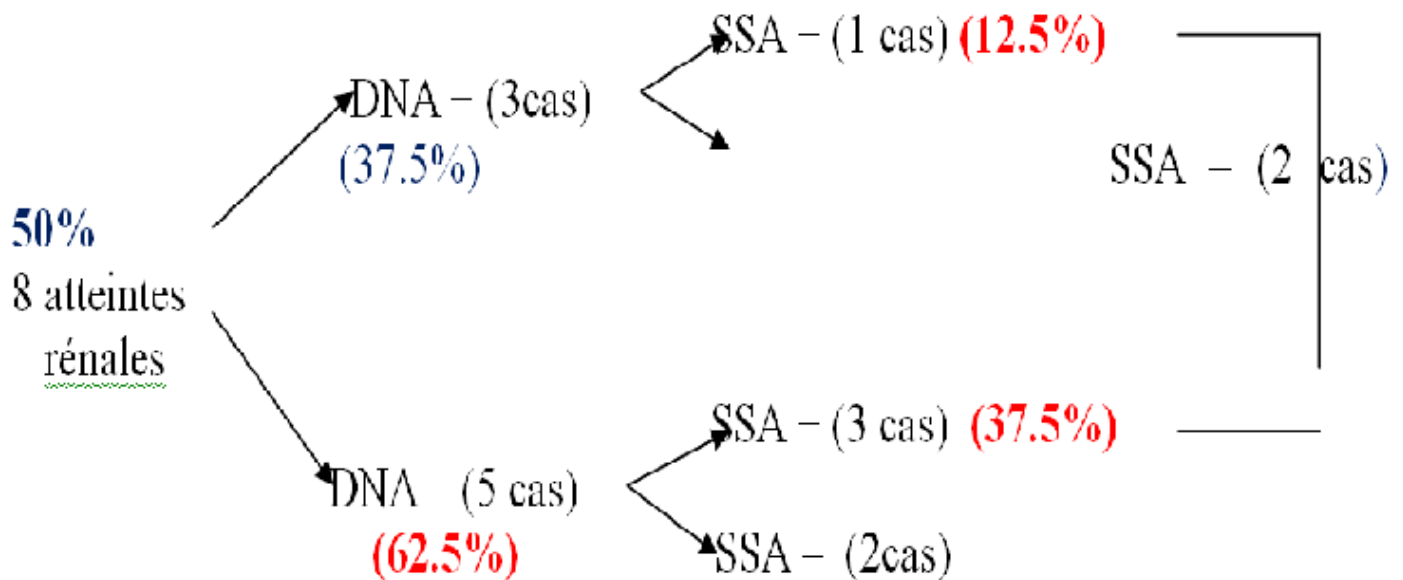 SSA – (1 cas) (12.5%)
DNA – (3cas)
(37.5%)
SSA – (2 cas)
50%
8 atteintes
rénales
SSA – (3 cas) (37.5%)
DNA (5 cas)
(62.5%)
SSA – (2cas)